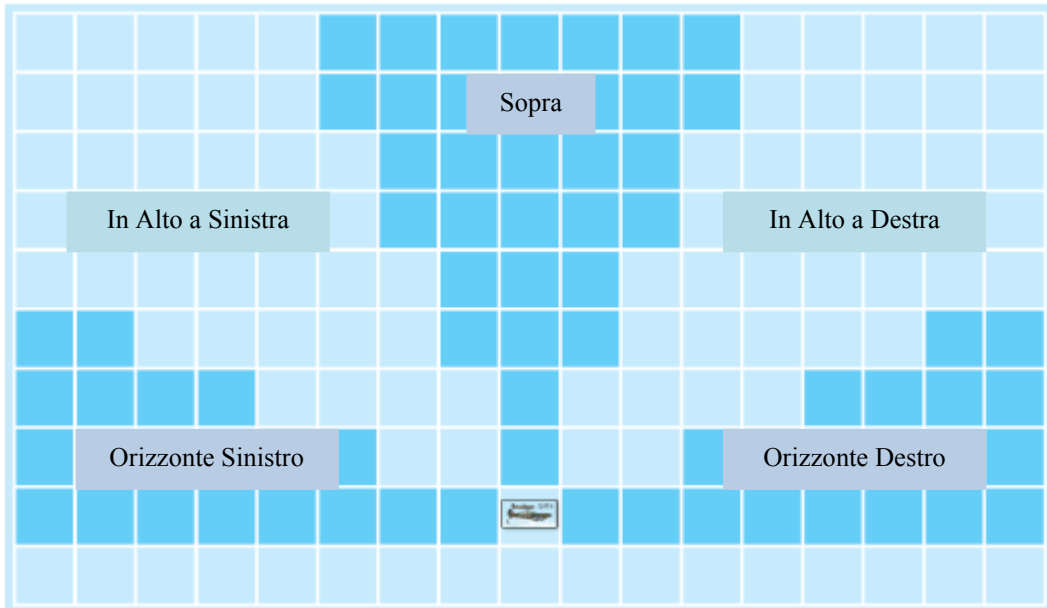 Sopra
In Alto a Sinistra
In Alto a Destra
Orizzonte Sinistro
Orizzonte Destro